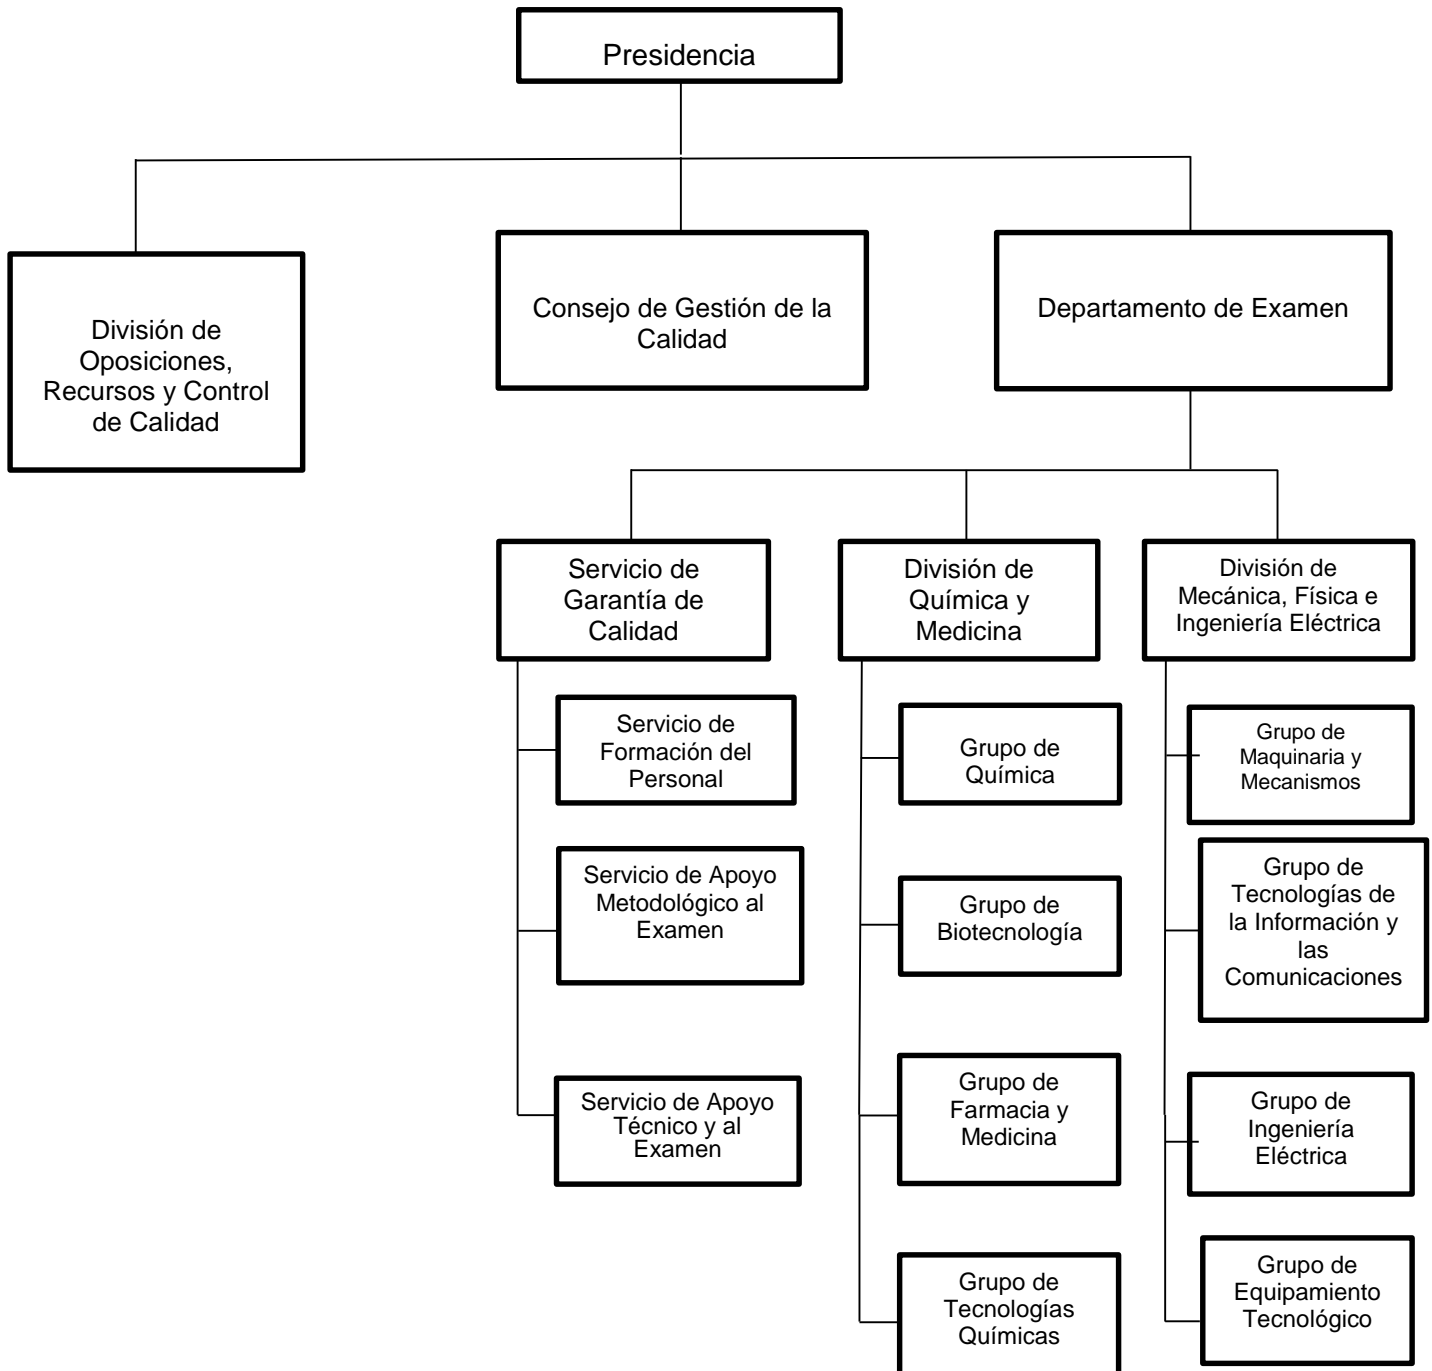 Presidencia
División de
Oposiciones,
Recursos y Control
de Calidad
Consejo de Gestión de la
Calidad
Departamento de Examen
Servicio de
Garantía de
Calidad
División de
Química y
Medicina
División de
Mecánica, Física e
Ingeniería Eléctrica
Servicio de
Formación del
Personal
Servicio de Apoyo
Metodológico al
Examen
Servicio de Apoyo
Técnico y al
Examen
Grupo de
Química
Grupo de
Biotecnología
Grupo de
Farmacia y
Medicina
Grupo de
Tecnologías
Químicas
Grupo de
Maquinaria y
Mecanismos
Grupo de
Tecnologías de
la Información y
las
Comunicaciones
Grupo de
Ingeniería
Eléctrica
Grupo de
Equipamiento
Tecnológico